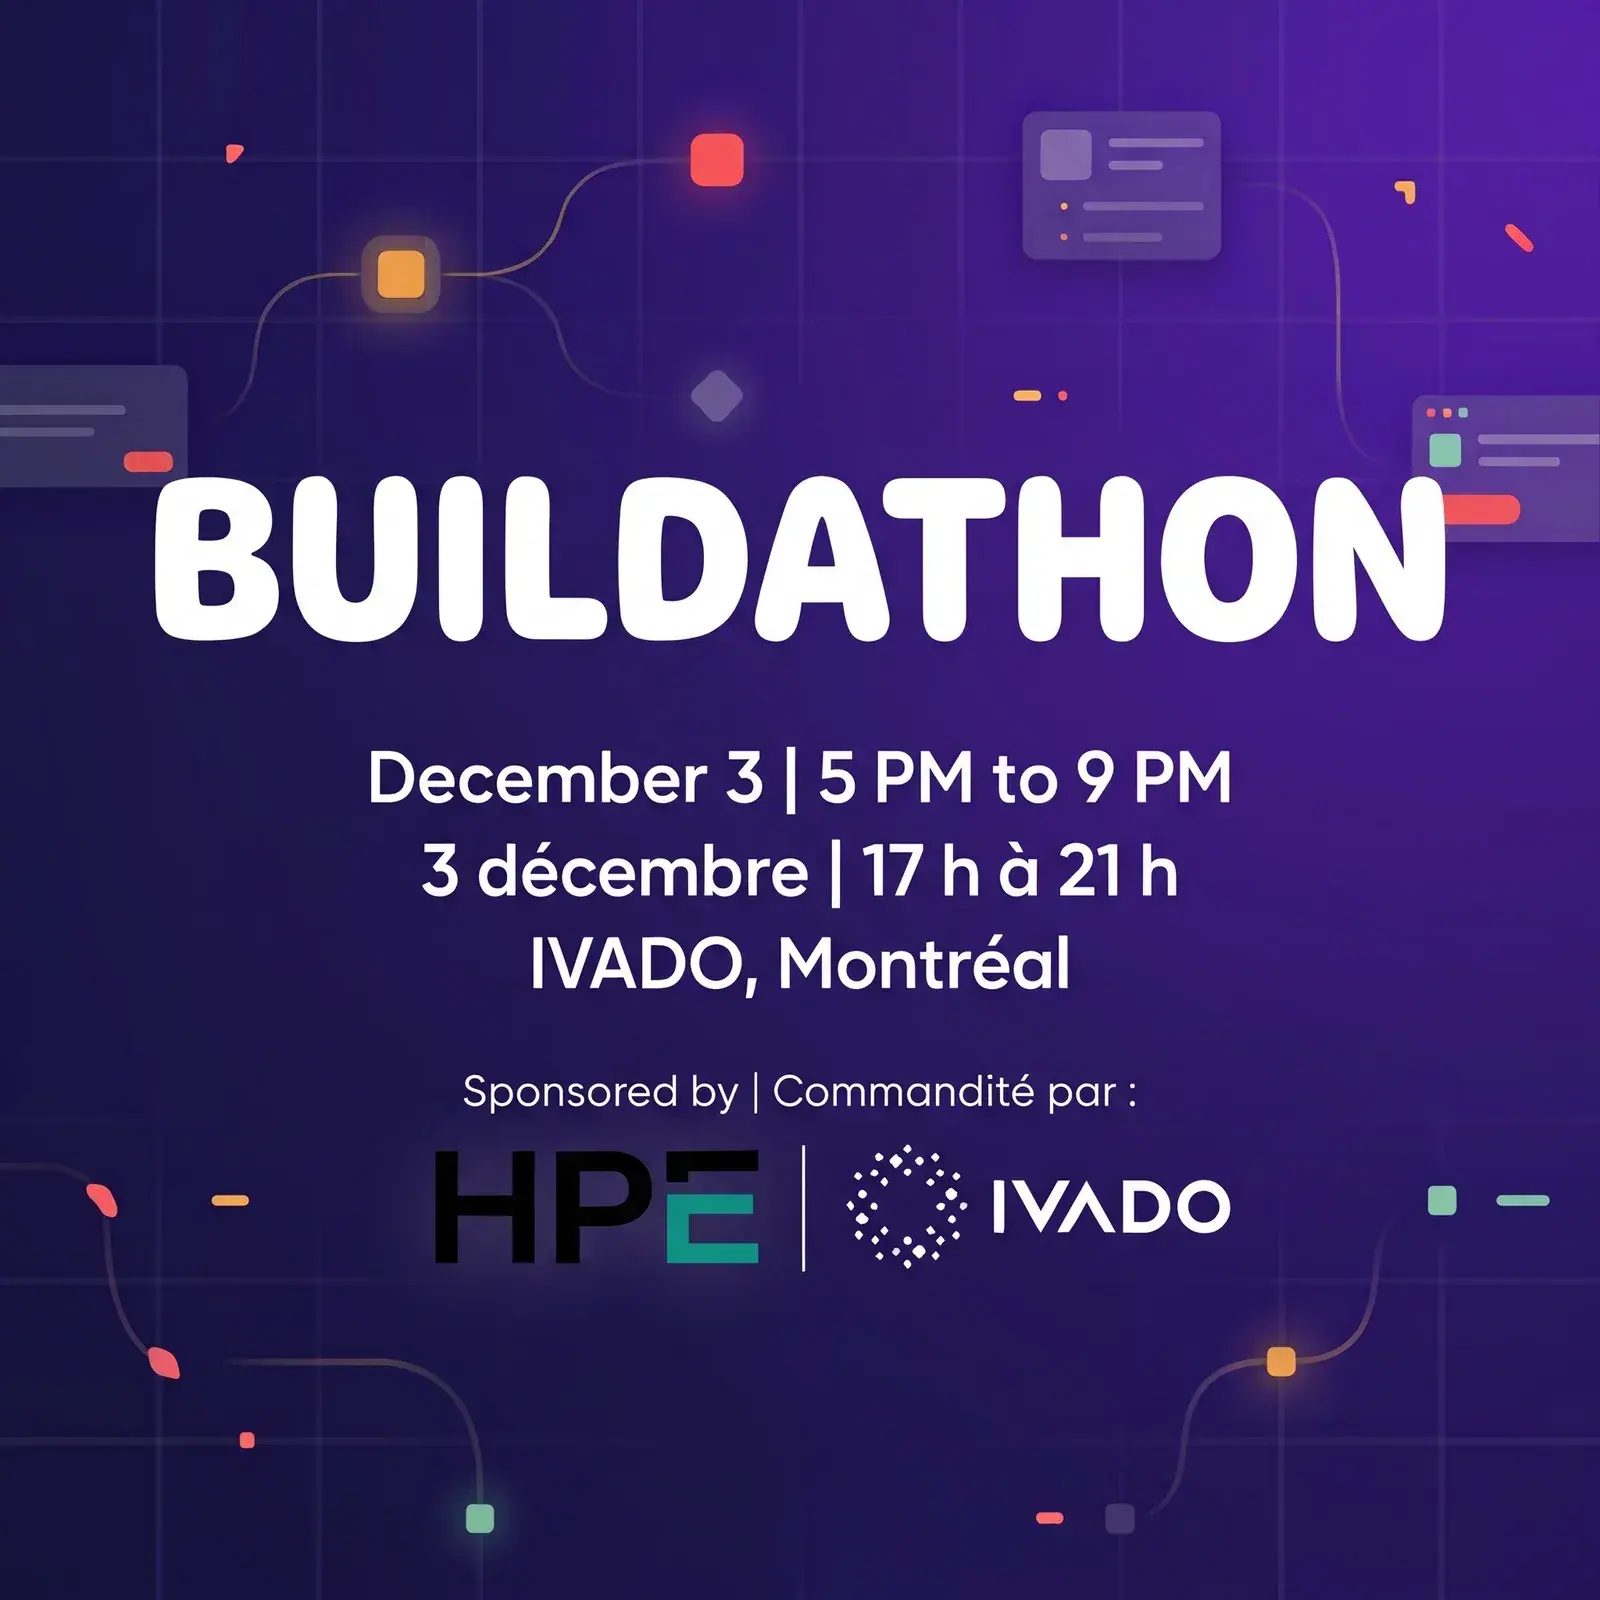 BUILDATHON
December 3 | 5 PM to 9 PM
3 décembre | 17 h à 21 h
IVADO, Montréal
Sponsored by | Commandité par :
HPE | IVADO